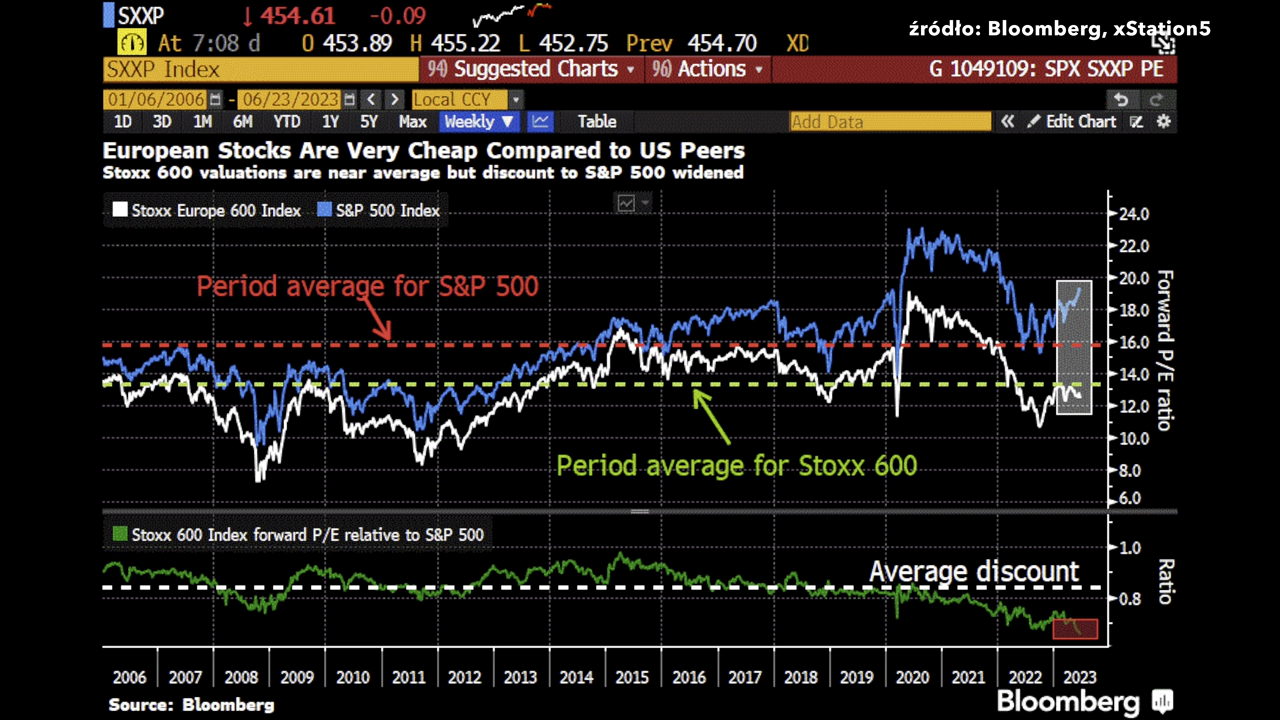 SXXP ↓ 454.61 -0.09
źródło: Bloomberg, xStation5
At 7:08 d O 453.89 H 455.22 L 452.75 Prev 454.70 XD
SXXP Index 94) Suggested Charts ▾ 96) Actions ▾ G 1049109: SPX SXXP PE
01/06/2006 - 06/23/2023 < > Local CCY ▾
1D 3D 1M 6M YTD 1Y 5Y Max Weekly ▼ Table Add Data « Edit Chart
European Stocks Are Very Cheap Compared to US Peers
Stoxx 600 valuations are near average but discount to S&P 500 widened
Stoxx Europe 600 Index S&P 500 Index
24.0
22.0
20.0
18.0
16.0
14.0
12.0
10.0
8.0
6.0
Forward P/E ratio
Period average for S&P 500
Period average for Stoxx 600
Stoxx 600 Index forward P/E relative to S&P 500
Average discount
1.0
0.8
Ratio
2006 2007 2008 2009 2010 2011 2012 2013 2014 2015 2016 2017 2018 2019 2020 2021 2022 2023
Source: Bloomberg
Bloomberg